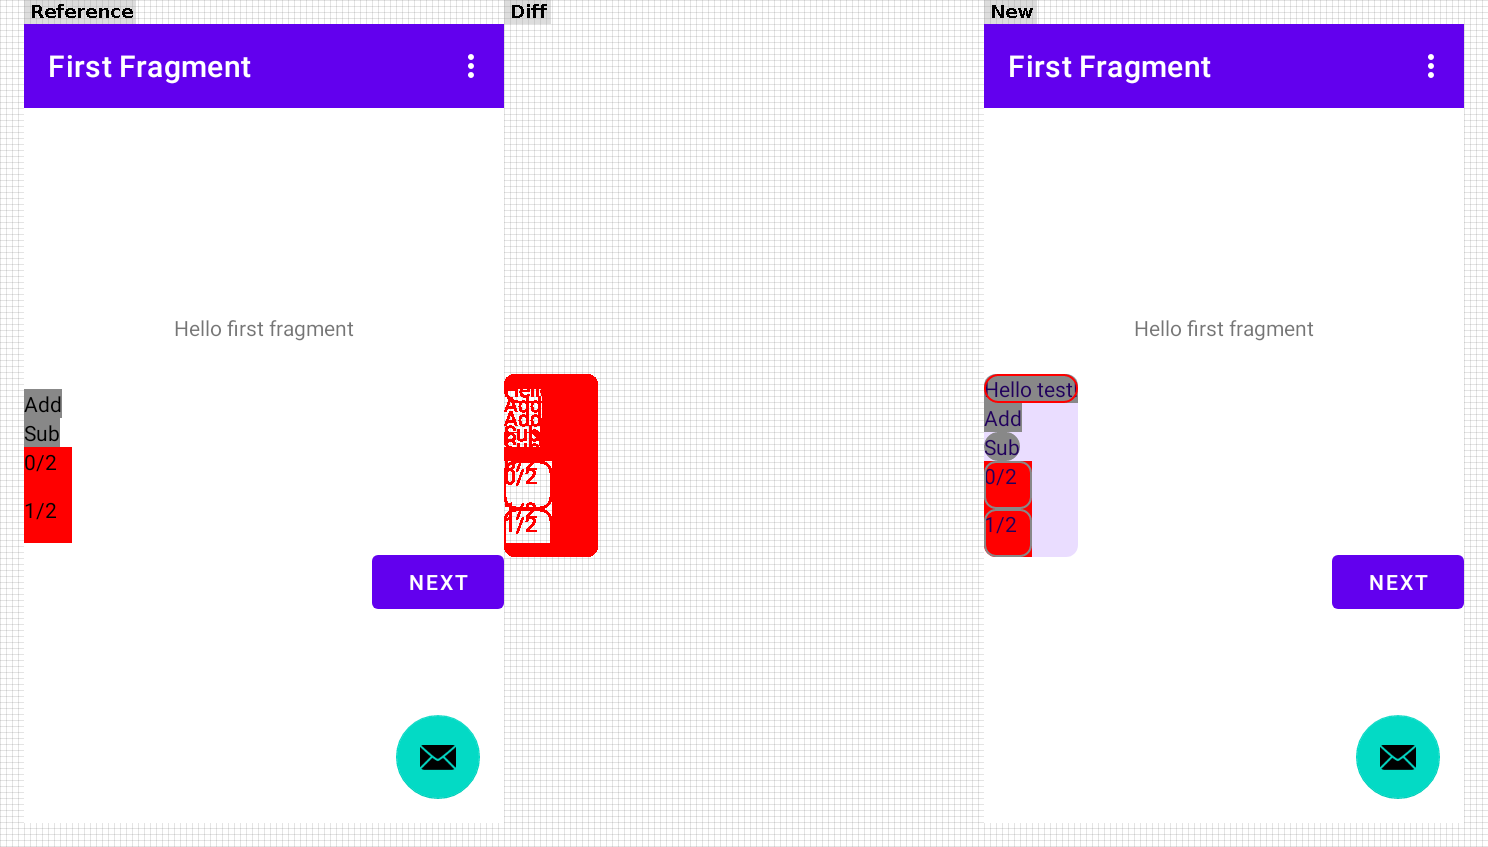 Reference
Diff
New
First Fragment
First Fragment
Hello first fragment
Hello first fragment
Add
Sub
0/2
1/2
Add
Add
Sub
0/2
1/2
Hello test
Add
Sub
0/2
1/2
NEXT
NEXT